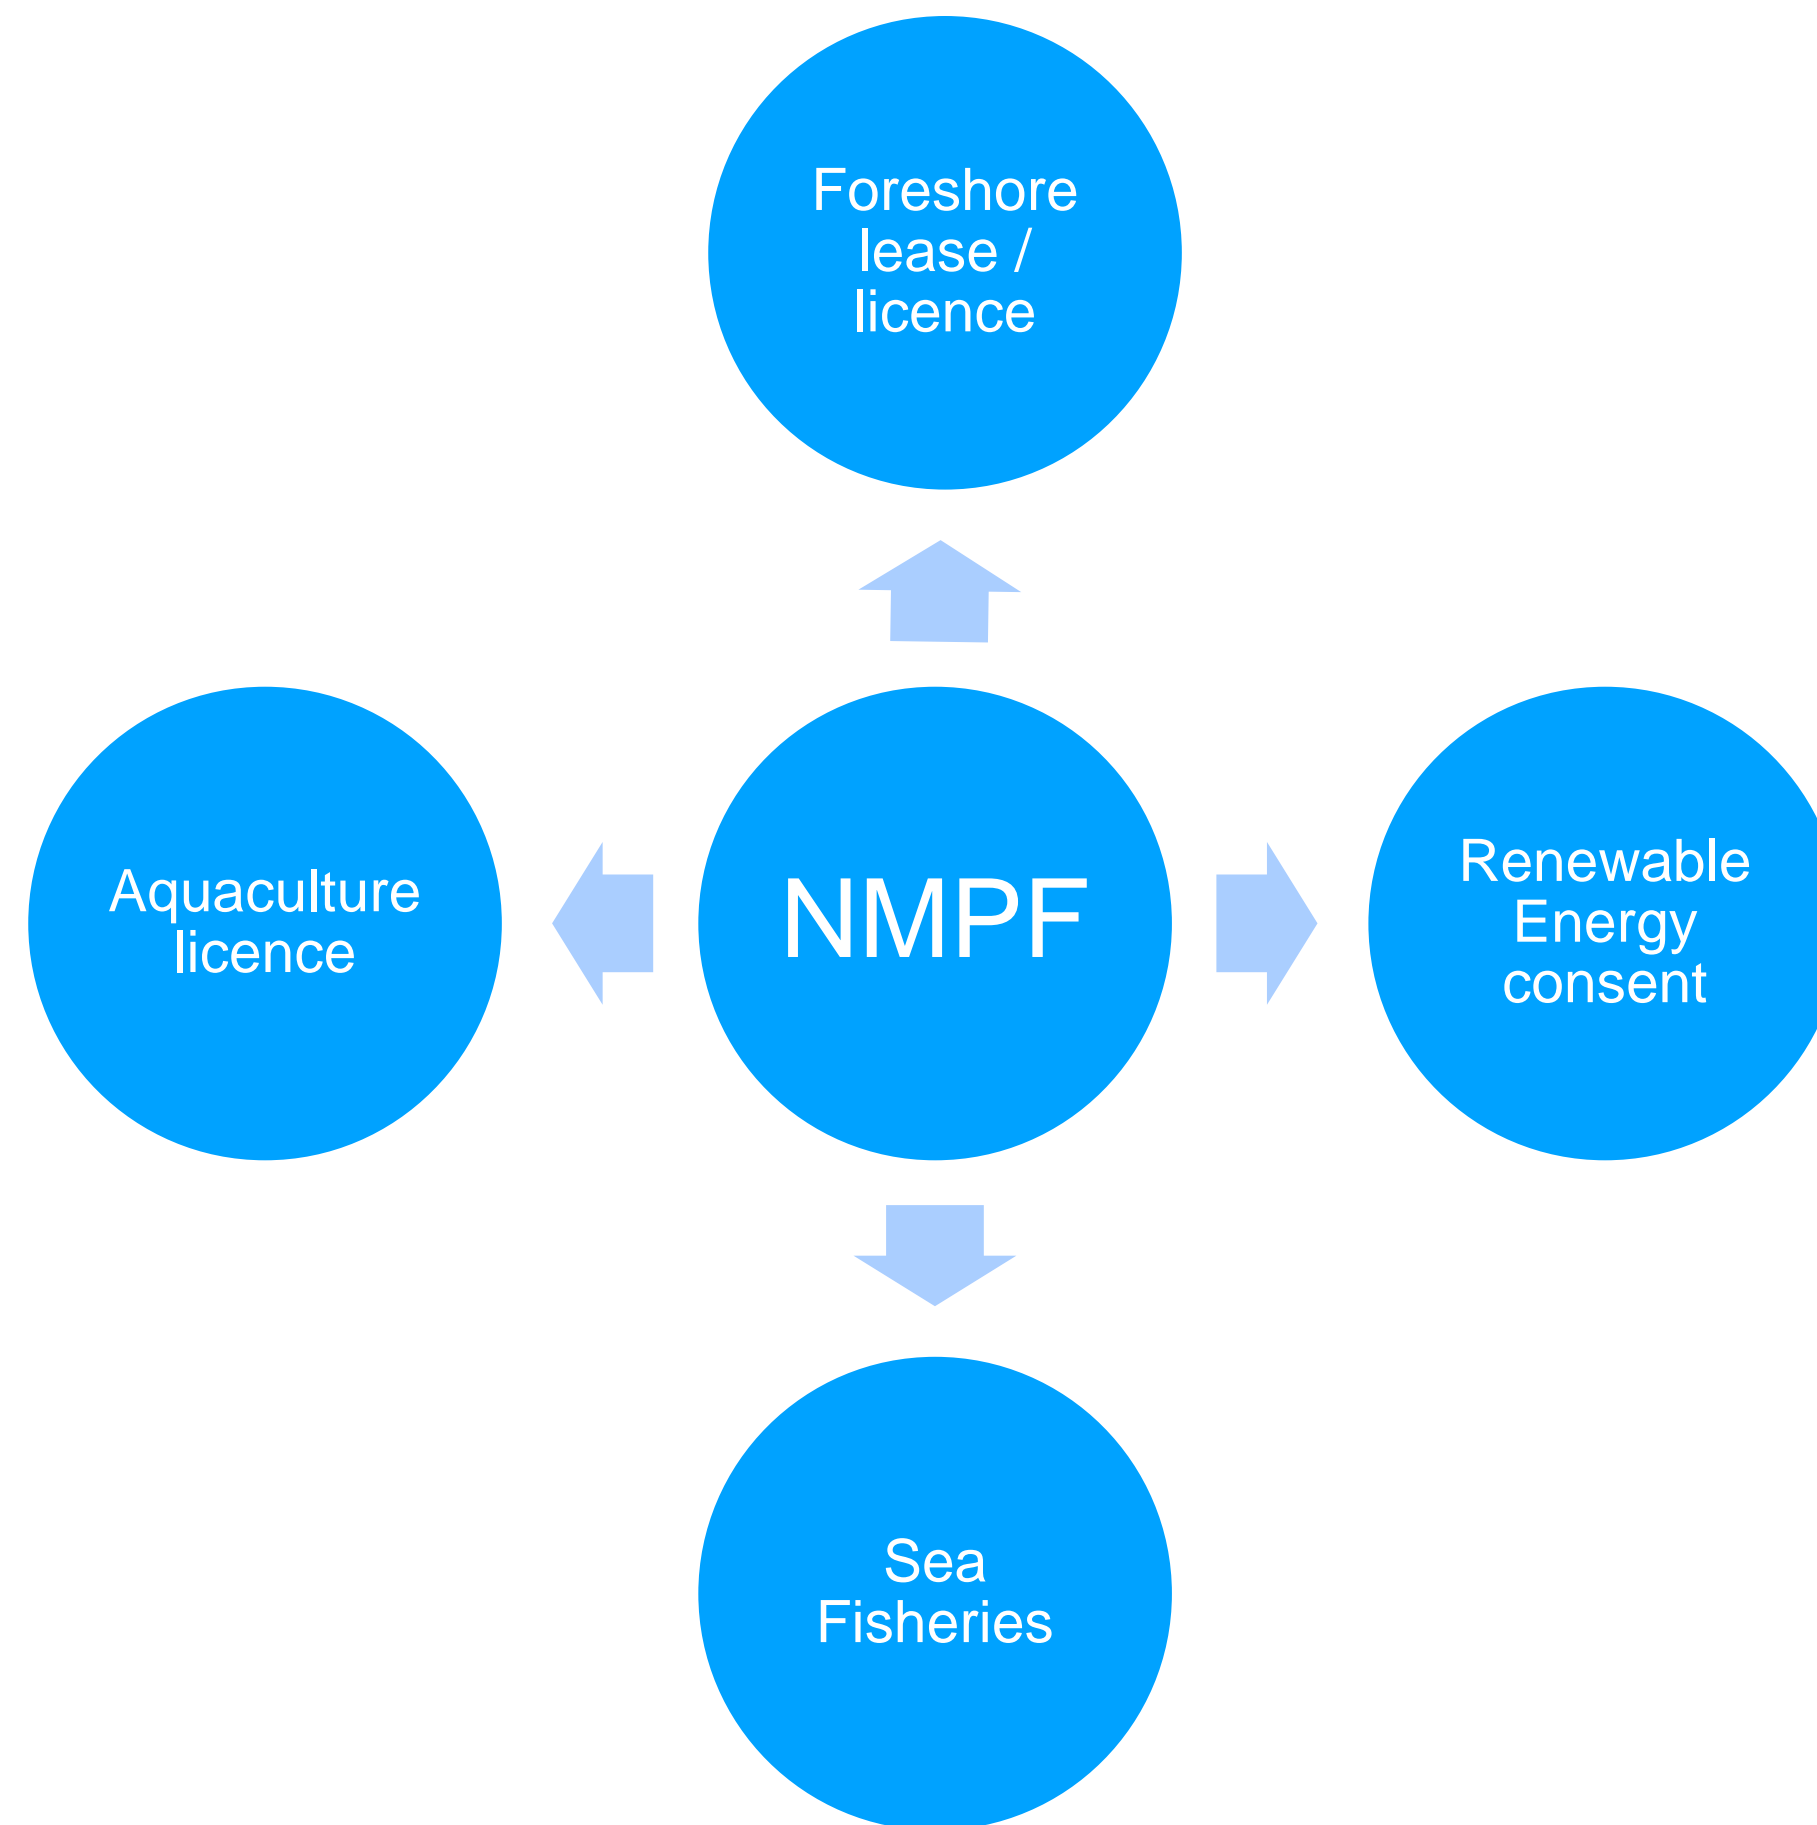 Foreshore
lease /
licence
Aquaculture
licence
NMPF
Renewable
Energy
consent
Sea
Fisheries